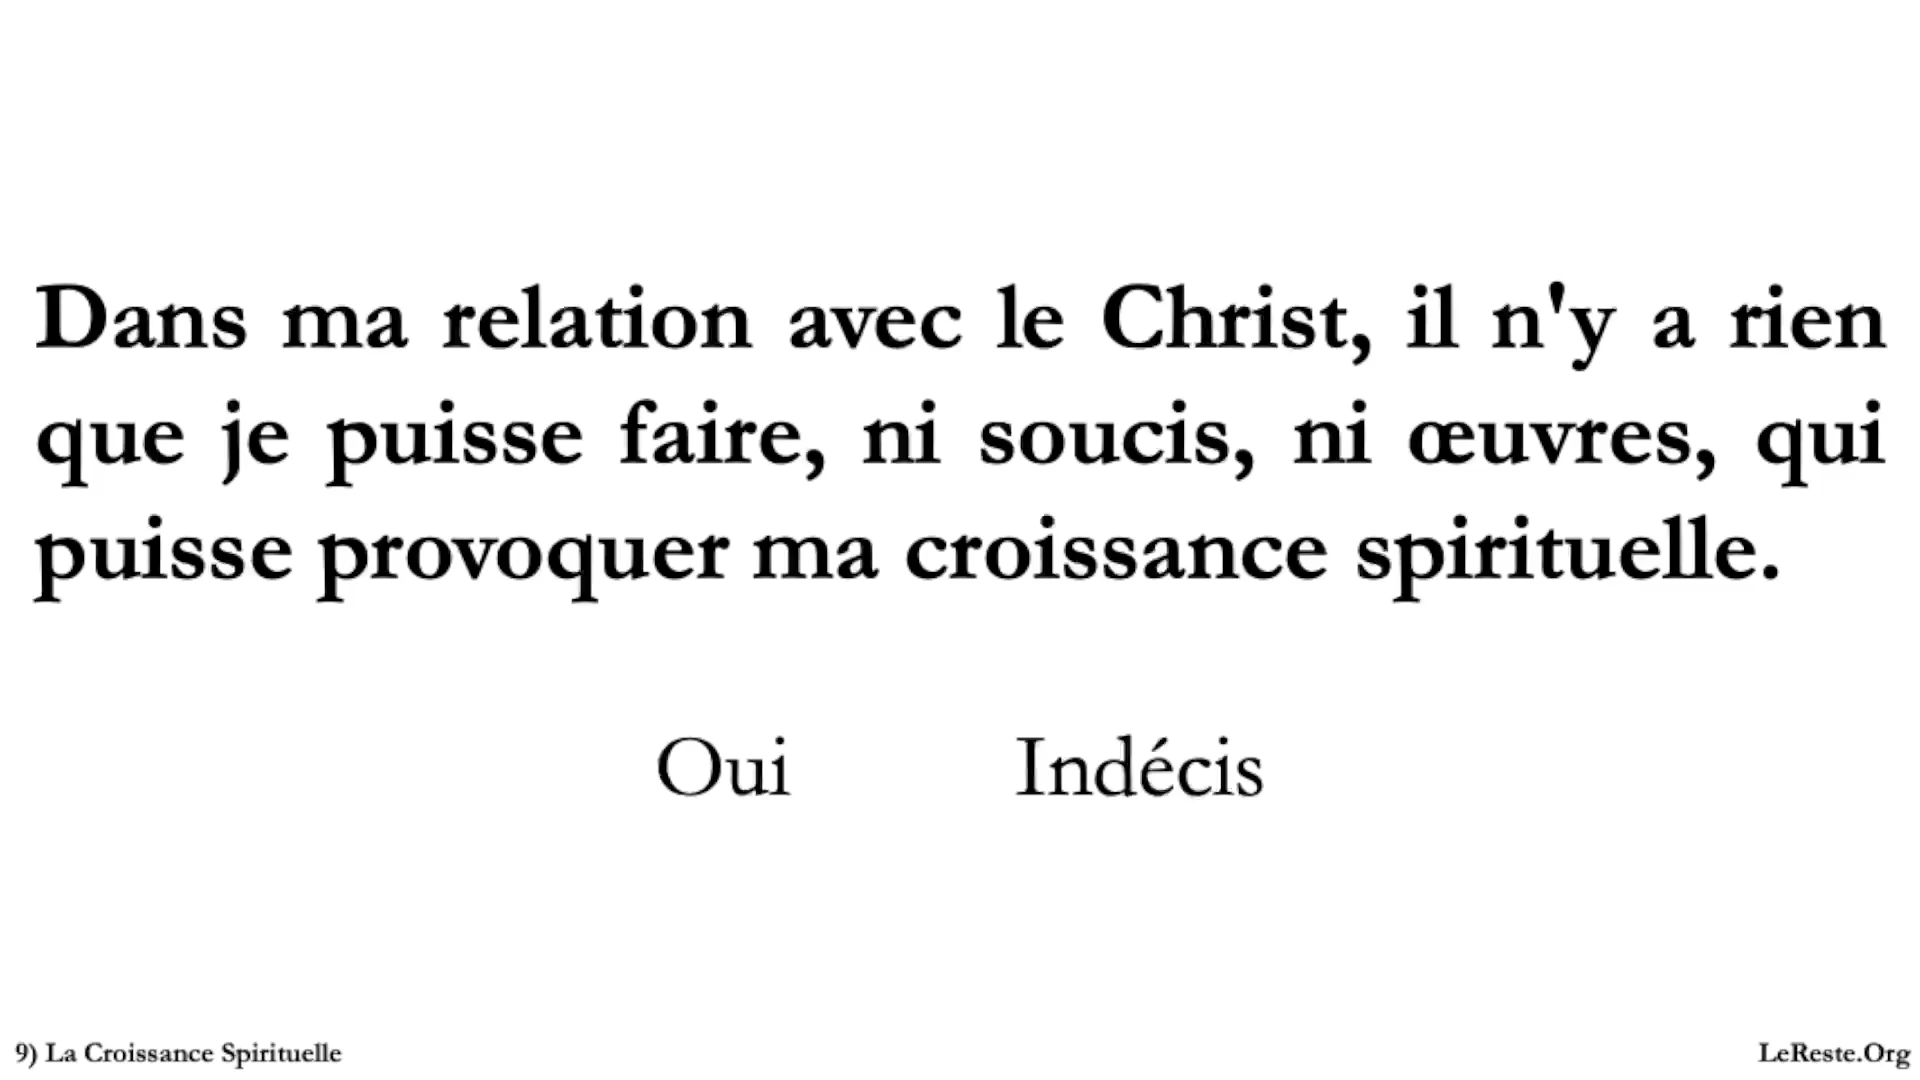 Dans ma relation avec le Christ, il n'y a rien
que je puisse faire, ni soucis, ni œuvres, qui
puisse provoquer ma croissance spirituelle.
Oui Indécis
9) La Croissance Spirituelle LeReste.Org